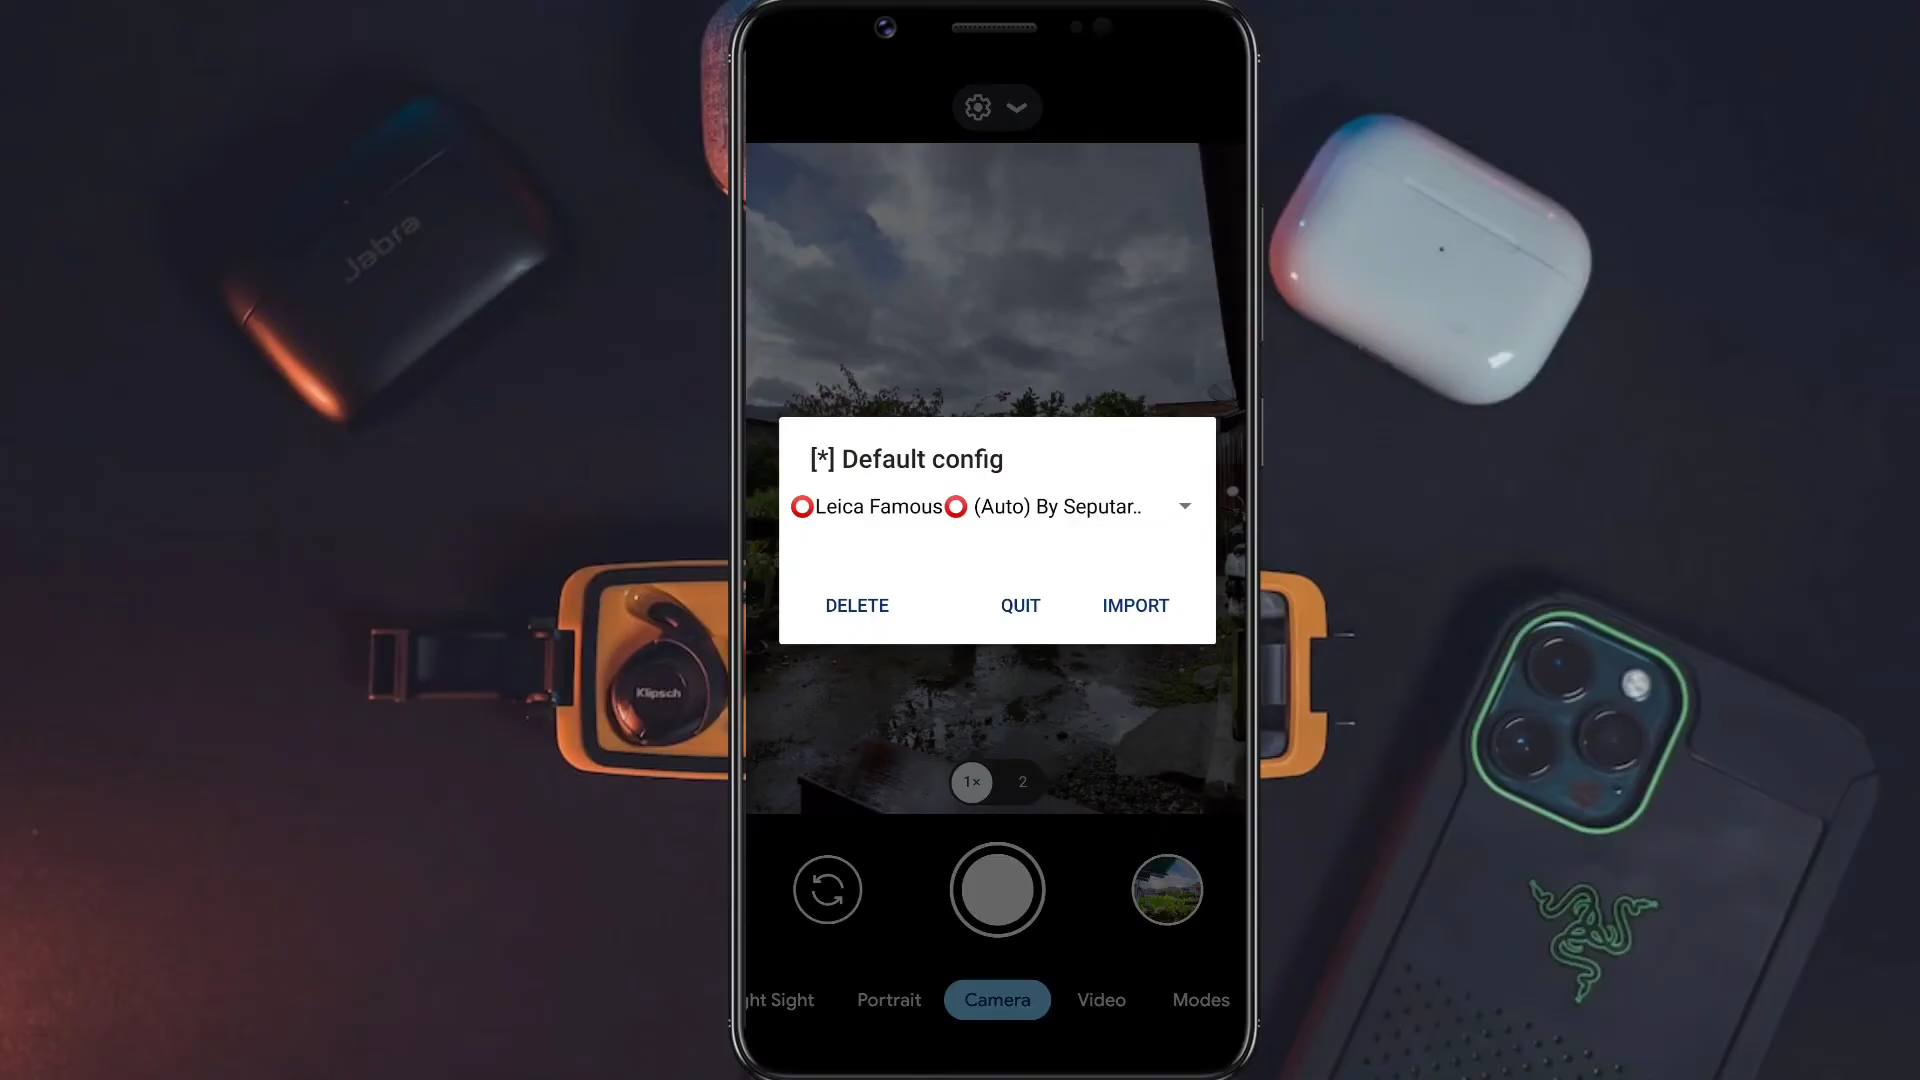 Jabra
[*] Default config
⭕Leica Famous⭕ (Auto) By Seputar..
DELETE QUIT IMPORT
Klipsch
1× 2
ght Sight Portrait Camera Video Modes